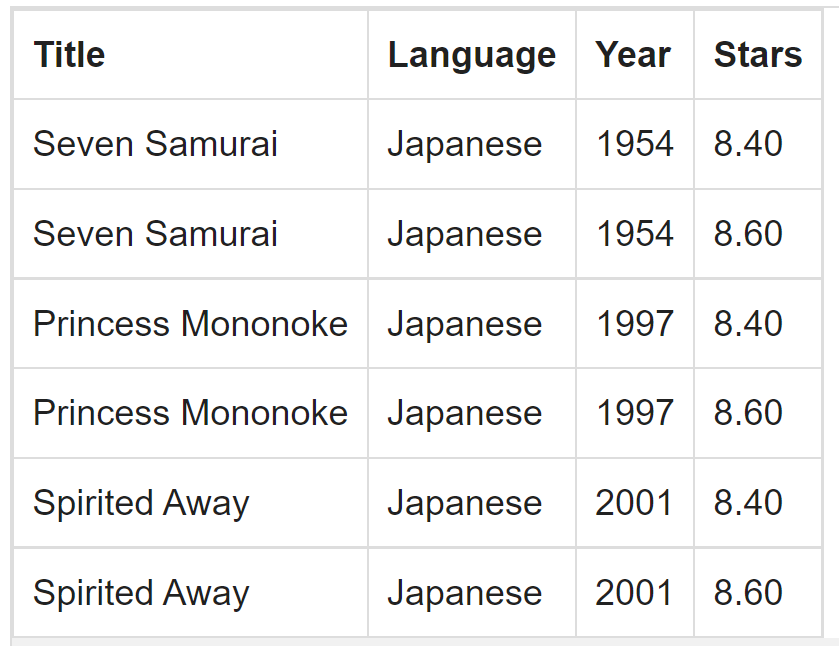 Title Language Year Stars
Seven Samurai Japanese 1954 8.40
Seven Samurai Japanese 1954 8.60
Princess Mononoke Japanese 1997 8.40
Princess Mononoke Japanese 1997 8.60
Spirited Away Japanese 2001 8.40
Spirited Away Japanese 2001 8.60